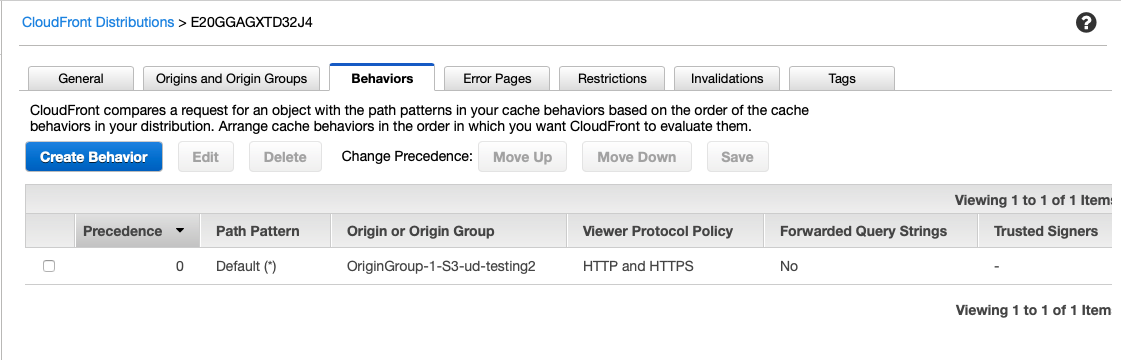 CloudFront Distributions > E20GGAGXTD32J4
?
General Origins and Origin Groups Behaviors Error Pages Restrictions Invalidations Tags
CloudFront compares a request for an object with the path patterns in your cache behaviors based on the order of the cache
behaviors in your distribution. Arrange cache behaviors in the order in which you want CloudFront to evaluate them.
Create Behavior Edit Delete Change Precedence: Move Up Move Down Save
Viewing 1 to 1 of 1 Items
Precedence Path Pattern Origin or Origin Group Viewer Protocol Policy Forwarded Query Strings Trusted Signers
0 Default (*) OriginGroup-1-S3-ud-testing2 HTTP and HTTPS No -
Viewing 1 to 1 of 1 Item